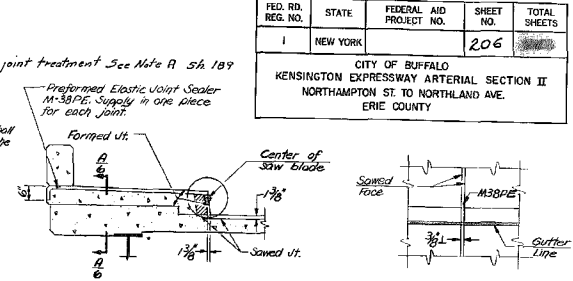 FED. RD. REG. NO.
STATE
FEDERAL AID PROJECT NO.
SHEET NO.
TOTAL SHEETS
1
NEW YORK
206
CITY OF BUFFALO
KENSINGTON EXPRESSWAY ARTERIAL SECTION II
NORTHAMPTON ST. TO NORTHLAND AVE.
ERIE COUNTY
joint treatment See Note A sh. 189
Preformed Elastic Joint Sealer
M-38PE. Supply in one piece
for each joint.
Formed Jt.
Center of
Saw blade
A
6
6"
1 3/8"
1 3/8"
Sawed Jt.
A
6
Sawed
Face
M38PE
3/8"⊥
Gutter
Line